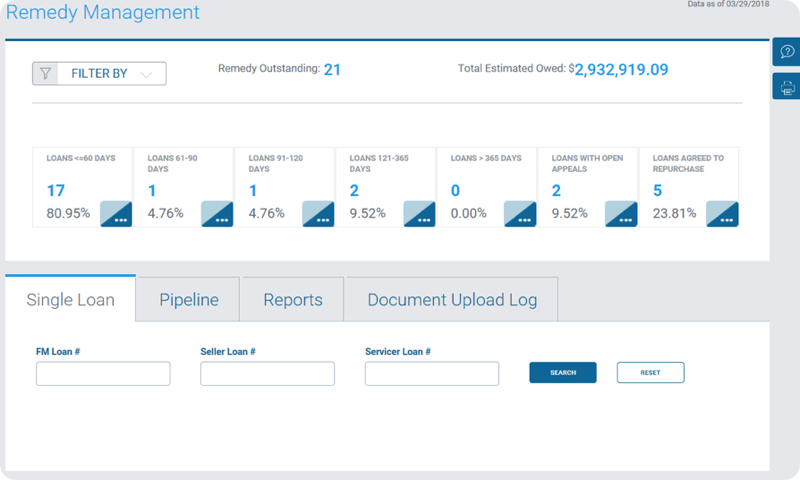 Remedy Management
Data as of 03/29/2018
FILTER BY
Remedy Outstanding: 21
Total Estimated Owed: $2,932,919.09
LOANS <=60 DAYS
17
80.95%
LOANS 61-90
DAYS
1
4.76%
LOANS 91-120
DAYS
1
4.76%
LOANS 121-365
DAYS
2
9.52%
LOANS > 365 DAYS
0
0.00%
LOANS WITH OPEN
APPEALS
2
9.52%
LOANS AGREED TO
REPURCHASE
5
23.81%
Single Loan
Pipeline
Reports
Document Upload Log
FM Loan #
Seller Loan #
Servicer Loan #
SEARCH
RESET